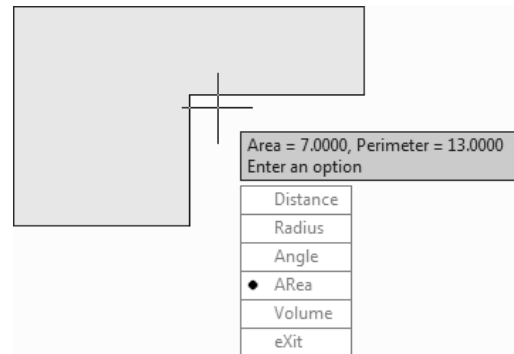 Area = 7.0000, Perimeter = 13.0000
Enter an option
Distance
Radius
Angle
ARea
Volume
eXit